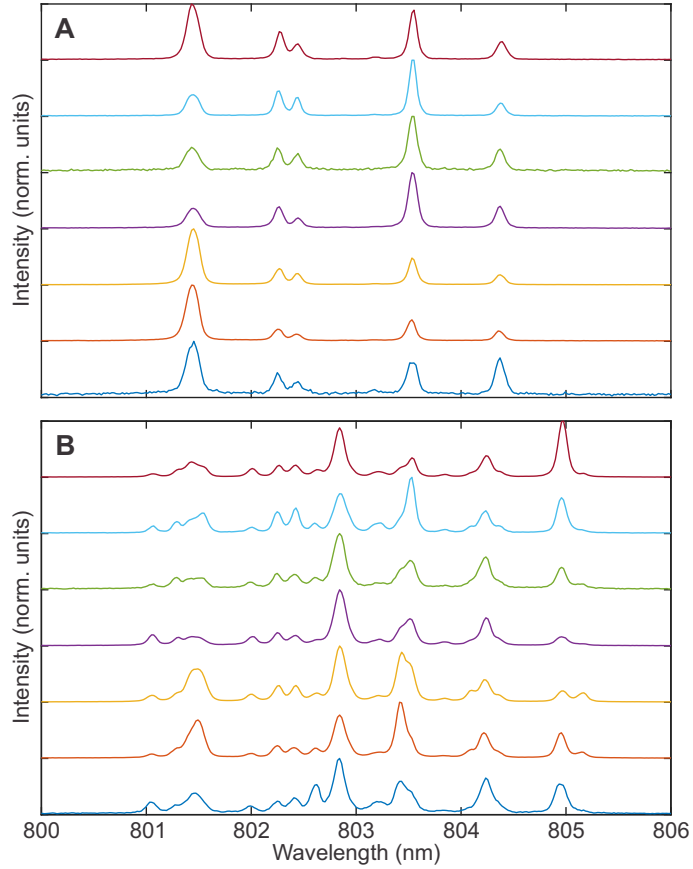 A
Intensity (norm. units)
B
Intensity (norm. units)
800 801 802 803 804 805 806
Wavelength (nm)